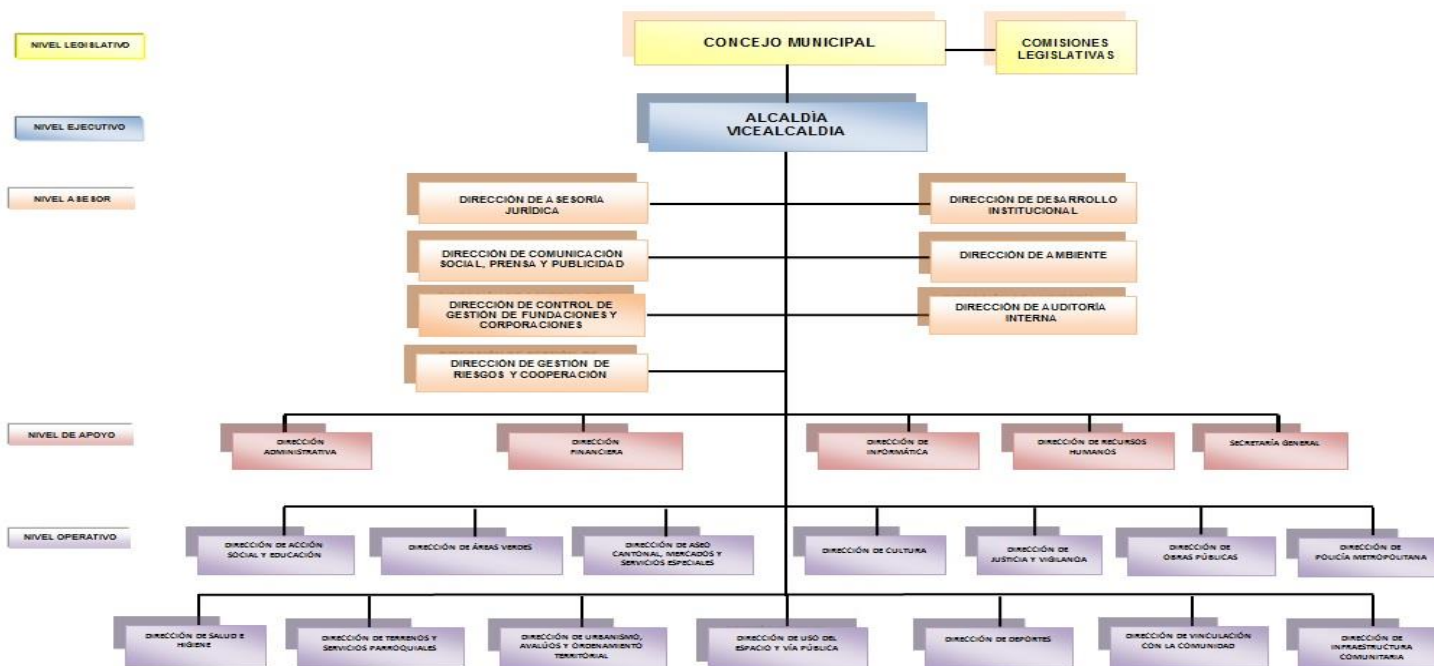 NIVEL LEGISLATIVO
CONCEJO MUNICIPAL
COMISIONES
LEGISLATIVAS
NIVEL EJECUTIVO
ALCALDÌA
VICEALCALDIA
NIVEL ASESOR
DIRECCIÓN DE ASESORÍA
JURÍDICA
DIRECCIÓN DE DESARROLLO
INSTITUCIONAL
DIRECCIÓN DE COMUNICACIÓN
SOCIAL, PRENSA Y PUBLICIDAD
DIRECCIÓN DE AMBIENTE
DIRECCIÓN DE CONTROL DE
GESTIÓN DE FUNDACIONES Y
CORPORACIONES
DIRECCIÓN DE AUDITORÍA
INTERNA
DIRECCIÓN DE GESTIÓN DE
RIESGOS Y COOPERACIÓN
NIVEL DE APOYO
DIRECCIÓN
ADMINISTRATIVA
DIRECCIÓN
FINANCIERA
DIRECCIÓN DE
INFORMÁTICA
DIRECCIÓN DE RECURSOS
HUMANOS
SECRETARÍA GENERAL
NIVEL OPERATIVO
DIRECCIÓN DE ACCIÓN
SOCIAL Y EDUCACIÓN
DIRECCIÓN DE ÁREAS VERDES
DIRECCIÓN DE ASEO
CANTONAL, MERCADOS Y
SERVICIOS ESPECIALES
DIRECCIÓN DE CULTURA
DIRECCIÓN DE
JUSTICIA Y VIGILANCIA
DIRECCIÓN DE
OBRAS PÚBLICAS
DIRECCIÓN DE
POLICÍA METROPOLITANA
DIRECCIÓN DE SALUD E
HIGIENE
DIRECCIÓN DE TERRENOS Y
SERVICIOS PARROQUIALES
DIRECCIÓN DE URBANISMO,
AVALÚOS Y ORDENAMIENTO
TERRITORIAL
DIRECCIÓN DE USO DEL
ESPACIO Y VÍA PÚBLICA
DIRECCIÓN DE DEPORTES
DIRECCIÓN DE VINCULACIÓN
CON LA COMUNIDAD
DIRECCIÓN DE
INFRAESTRUCTURA
COMUNITARIA